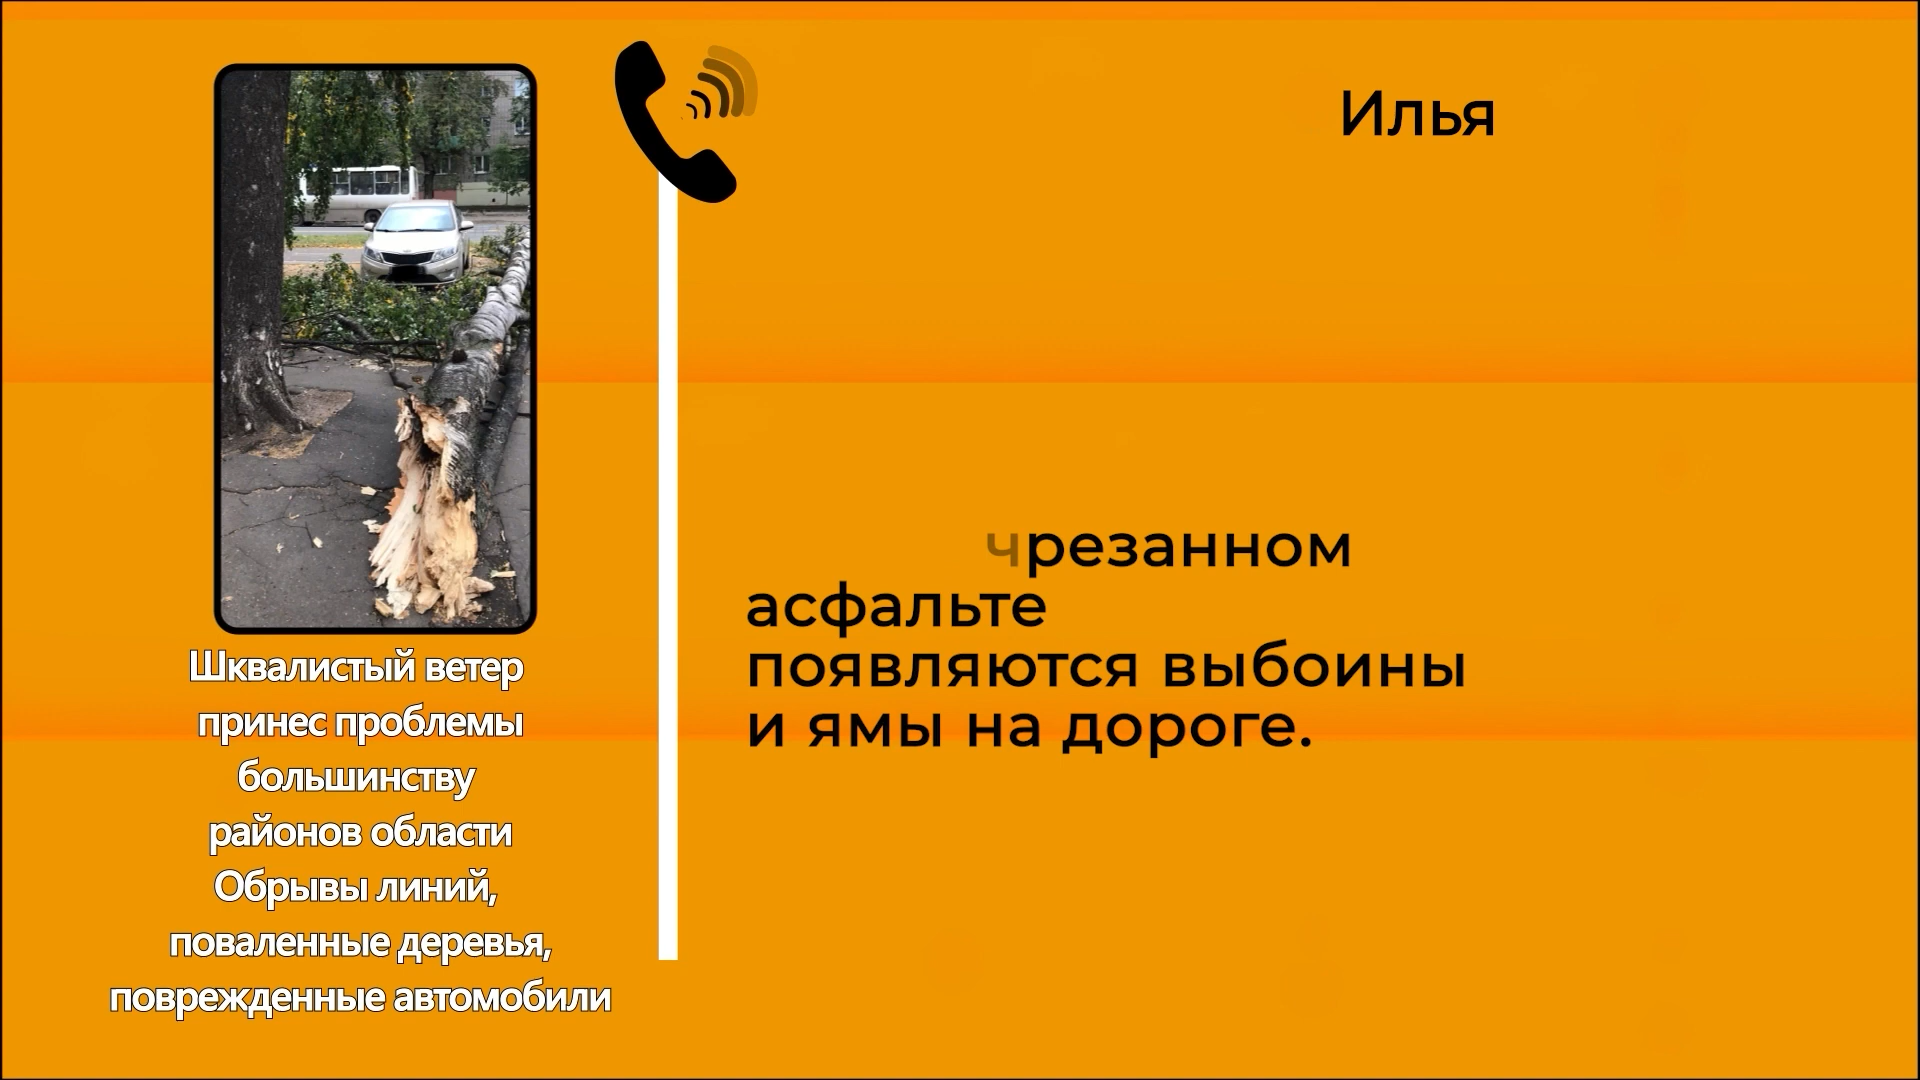 Илья
чрезанном
асфальте
появляются выбоины
и ямы на дороге.
Шквалистый ветер
принес проблемы
большинству
районов области
Обрывы линий,
поваленные деревья,
поврежденные автомобили